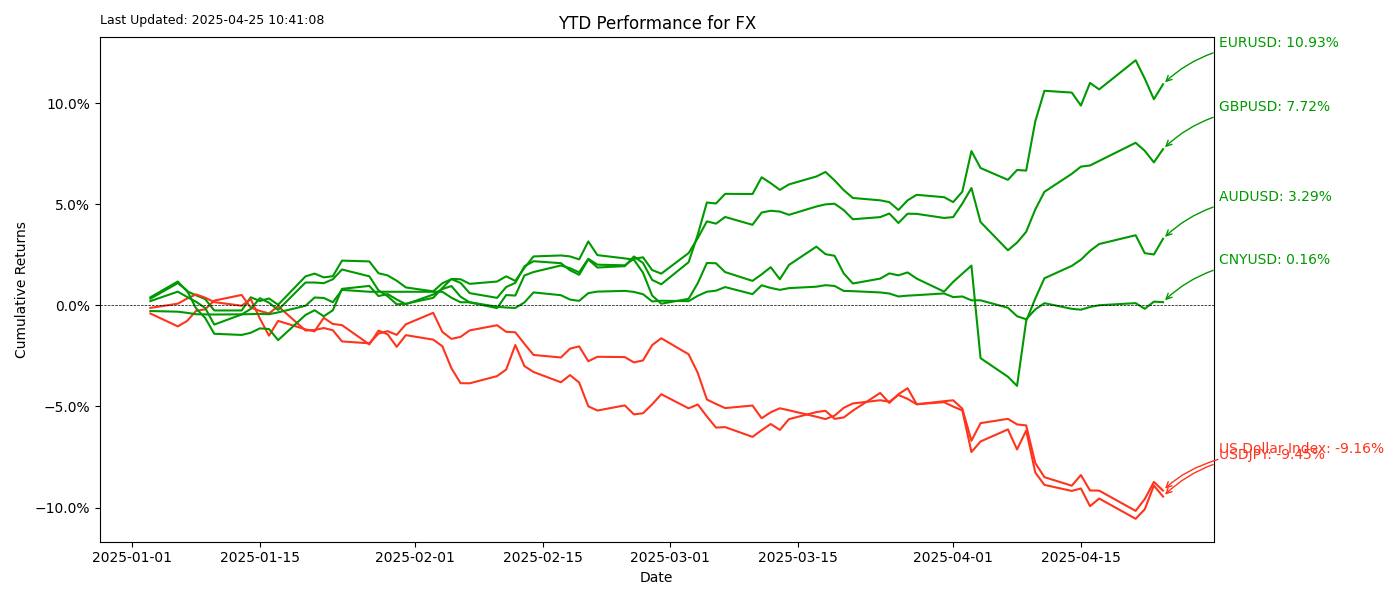 Last Updated: 2025-04-25 10:41:08
YTD Performance for FX
EURUSD: 10.93%
GBPUSD: 7.72%
AUDUSD: 3.29%
CNYUSD: 0.16%
US Dollar Index: -9.16%
USDJPY: -9.45%
Cumulative Returns
10.0%
5.0%
0.0%
−5.0%
−10.0%
2025-01-01 2025-01-15 2025-02-01 2025-02-15 2025-03-01 2025-03-15 2025-04-01 2025-04-15
Date